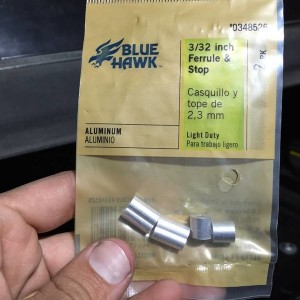 *0348526
BLUE
HAWK
3/32 inch
Ferrule &
Stop
Casquillo y
tope de
2,3 mm
ALUMINUM
ALUMINIO
Light Duty
Para trabajo ligero